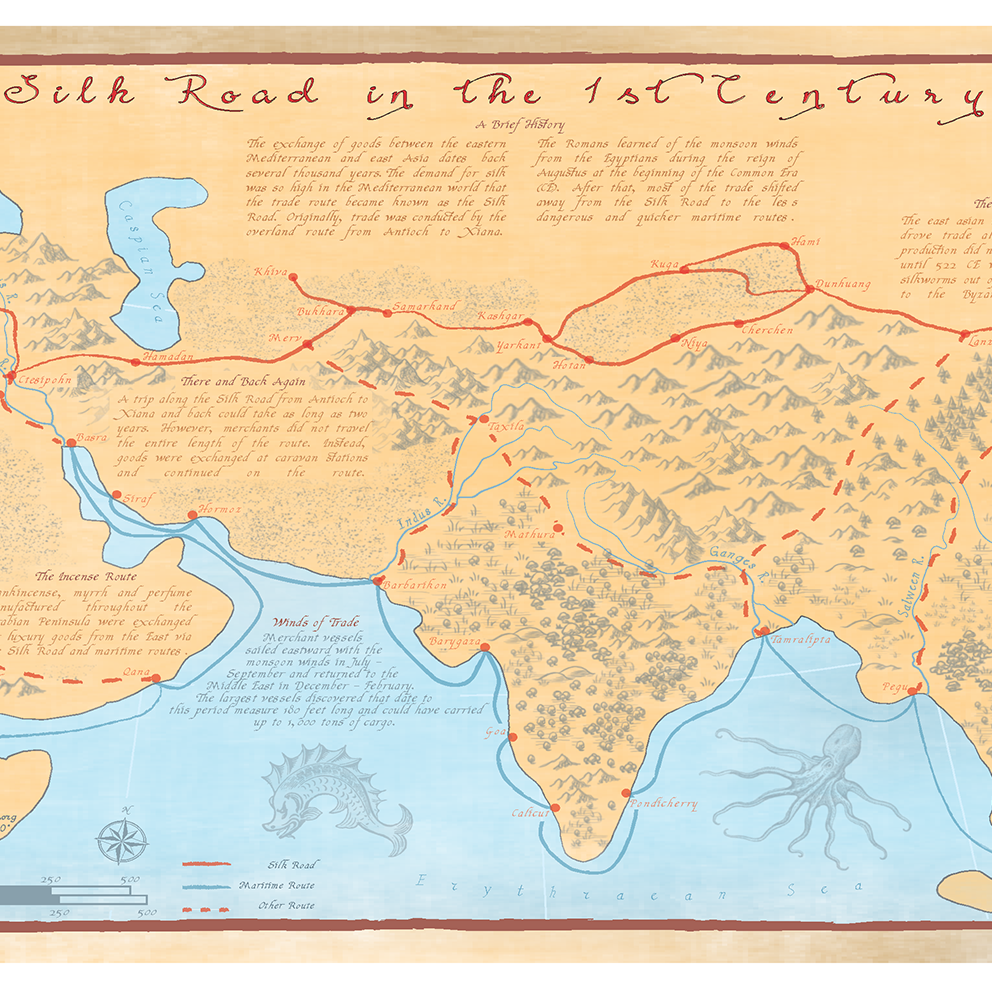 Silk Road in the 1st Century
A Brief History
The exchange of goods between the eastern
Mediterranean and east Asia dates back
several thousand years. The demand for silk
was so high in the Mediterranean world that
the trade route became known as the Silk
Road. Originally, trade was conducted by the
overland route from Antioch to Xiana.
The Romans learned of the monsoon winds
from the Egyptians during the reign of
Augustus at the beginning of the Common Era
(CE). After that, most of the trade shifted
away from the Silk Road to the less
dangerous and quicker maritime routes.
The
The east asian
drove trade al
production did n
until 522 CE w
silkworms out o
to the Byza
Caspian Sea
Khiva
Bukhara
Samarkand
Merv
Kashgar
Yarkant
Hotan
Niya
Cherchen
Kuga
Hami
Dunhuang
Lanz
Hamadan
Ctesiphon
s R.
There and Back Again
A trip along the Silk Road from Antioch to
Xiana and back could take as long as two
years. However, merchants did not travel
the entire length of the route. Instead,
goods were exchanged at caravan stations
and continued on the route.
Basra
Siraf
Hormoz
Taxila
Indus R.
Mathura
Ganges R.
Salween R.
Barbarikon
The Incense Route
ankincense, myrrh and perfume
nufactured throughout the
abian Peninsula were exchanged
luxury goods from the East via
Silk Road and maritime routes.
Qana
Winds of Trade
Merchant vessels
sailed eastward with the
monsoon winds in July –
September and returned to the
Middle East in December – February.
The largest vessels discovered that date to
this period measure 180 feet long and could have carried
up to 1,000 tons of cargo.
Barygaza
Tamralipta
Pegu
Goa
Calicut
Pondicherry
ong
0°
N
Silk Road
Maritime Route
Other Route
250 500
250 500
Erythraean Sea